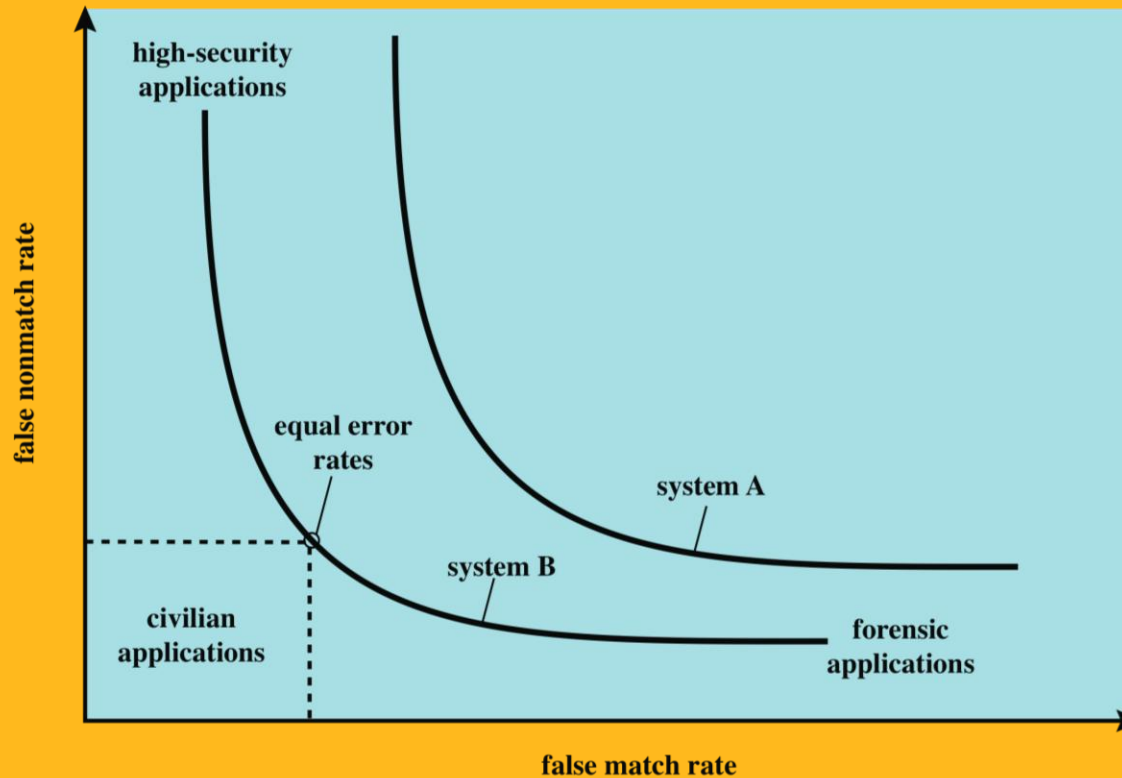 high-security
applications
false nonmatch rate
equal error
rates
system A
system B
civilian
applications
forensic
applications
false match rate